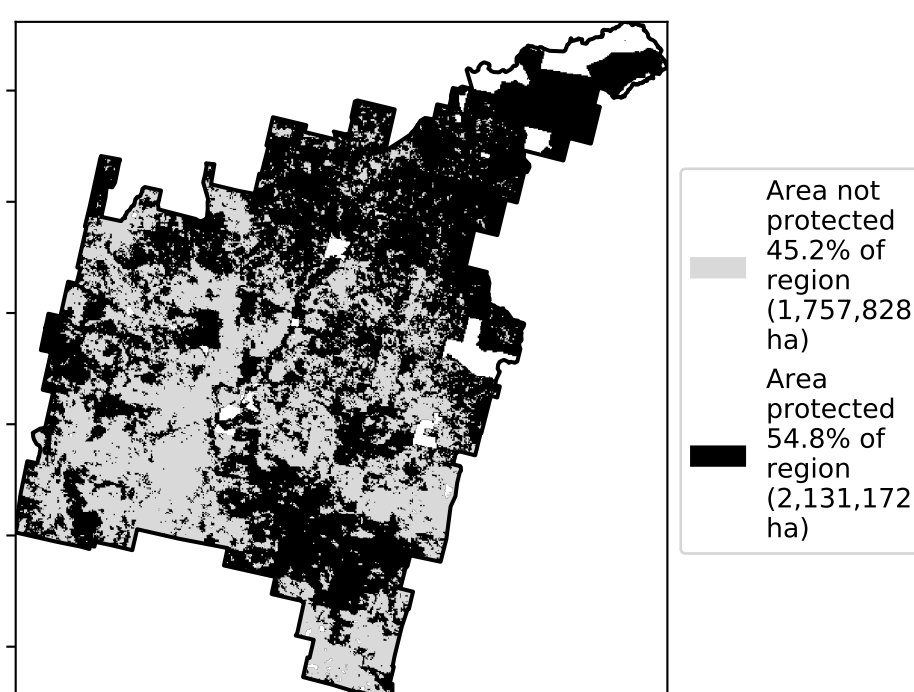 Area not
protected
45.2% of
region
(1,757,828
ha)
Area
protected
54.8% of
region
(2,131,172
ha)